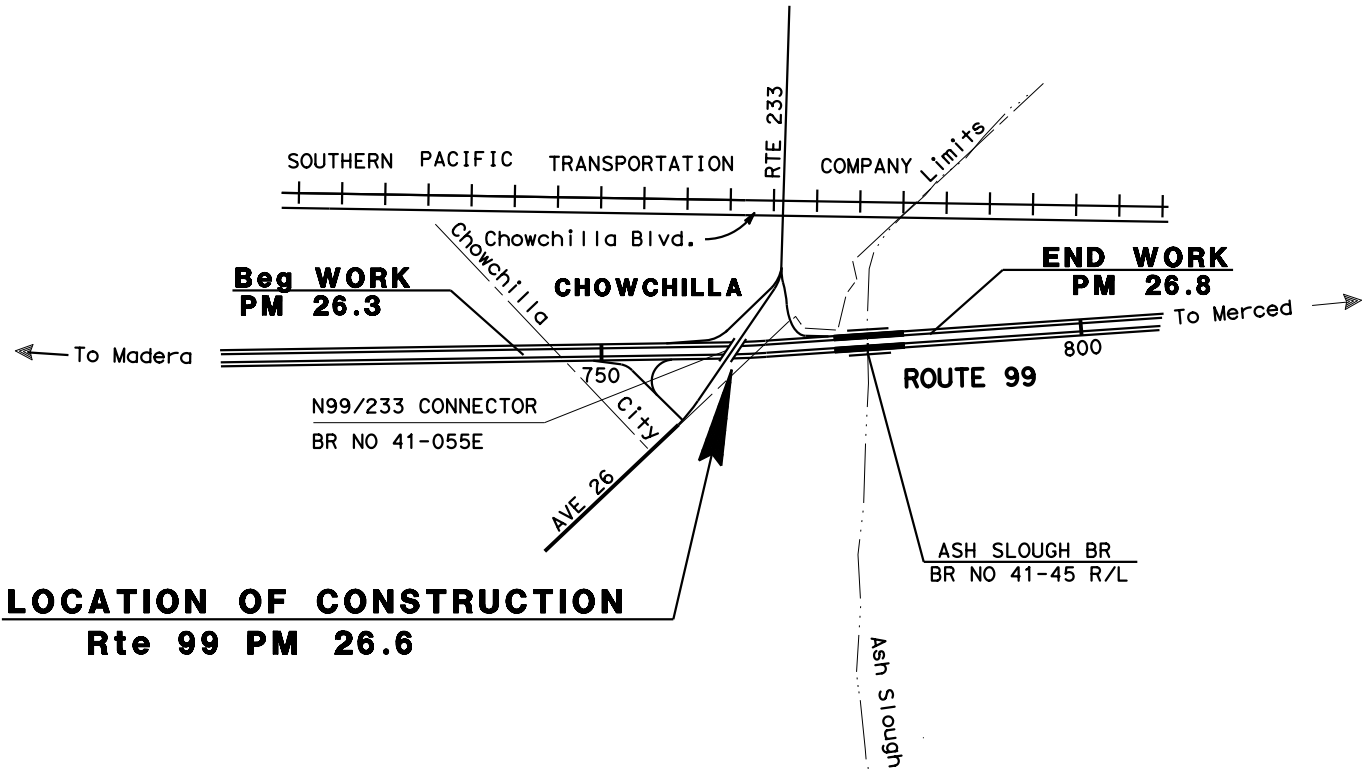 RTE 233
SOUTHERN PACIFIC TRANSPORTATION COMPANY
Limits
Chowchilla Blvd.
Chowchilla
Beg WORK
PM 26.3
CHOWCHILLA
END WORK
PM 26.8
To Madera
To Merced
750
800
ROUTE 99
N99/233 CONNECTOR
BR NO 41-055E
City
AVE 26
ASH SLOUGH BR
BR NO 41-45 R/L
LOCATION OF CONSTRUCTION
Rte 99 PM 26.6
Ash Slough